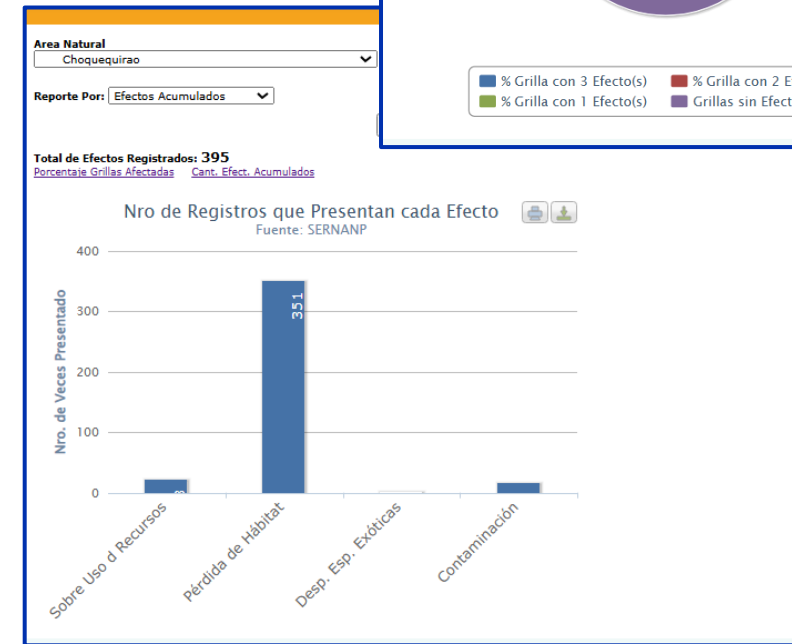 Area Natural
Choquequirao
Reporte Por: Efectos Acumulados
Total de Efectos Registrados: 395
Porcentaje Grillas Afectadas Cant. Efect. Acumulados
% Grilla con 3 Efecto(s) % Grilla con 2
% Grilla con 1 Efecto(s) Grillas sin
Nro de Registros que Presentan cada Efecto
Fuente: SERNANP
Nro. de Veces Presentado
400
300
200
100
0
351
Sobre Uso d Recursos
Pérdida de Hábitat
Desp. Esp. Exóticas
Contaminación